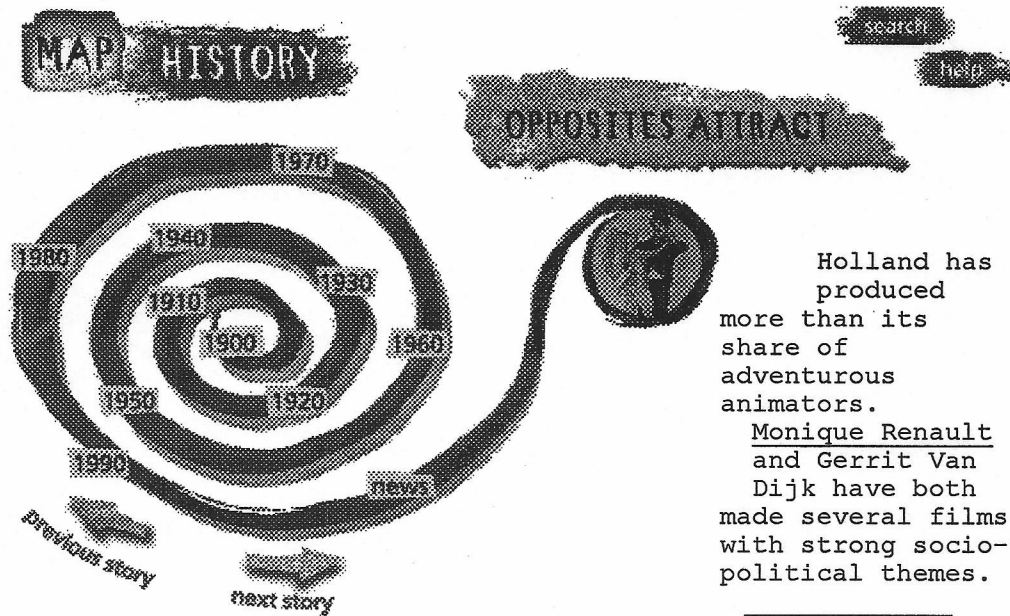 MAP HISTORY
search
help
OPPOSITES ATTRACT
1970
1940
1980
1930
1910
1900
1960
1950
1920
1990
news
previous story
next story
Holland has
produced
more than its
share of
adventurous
animators.
Monique Renault
and Gerrit Van
Dijk have both
made several films
with strong socio-
political themes.